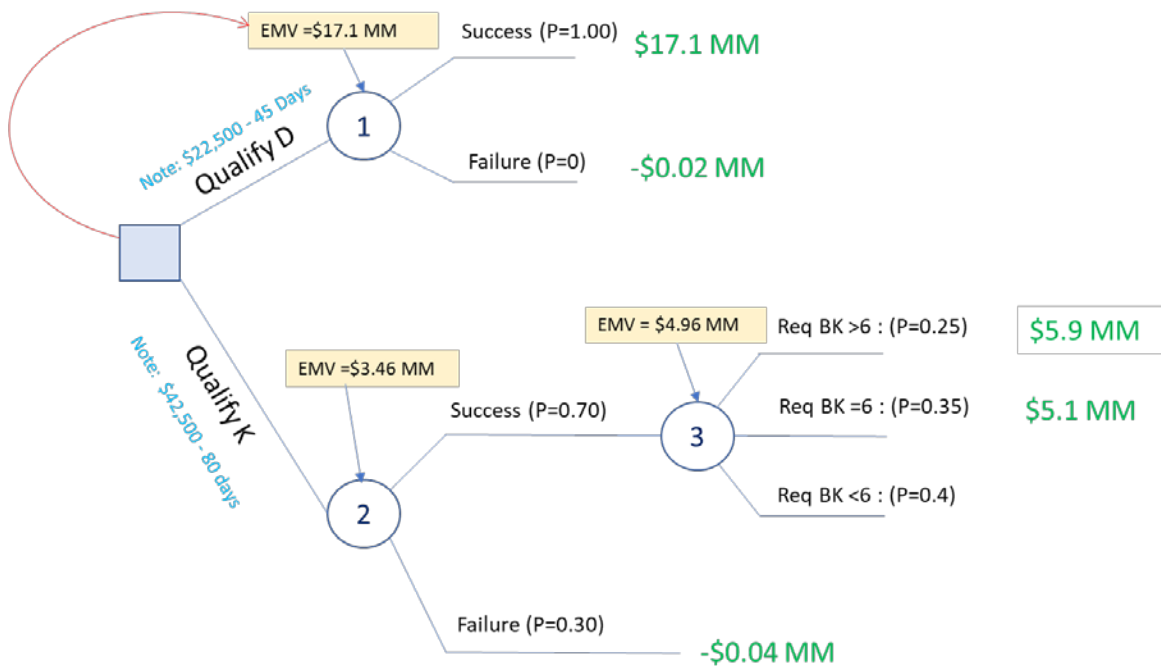 EMV =$17.1 MM
Success (P=1.00)
$17.1 MM
Note: $22,500 - 45 Days
Qualify D
1
Failure (P=0)
-$0.02 MM
Note:  $42,500 - 80 days
Qualify K
EMV =$3.46 MM
Success (P=0.70)
2
Failure (P=0.30)
-$0.04 MM
EMV = $4.96 MM
3
Req BK >6 : (P=0.25)
$5.9 MM
Req BK =6 : (P=0.35)
$5.1 MM
Req BK <6 : (P=0.4)